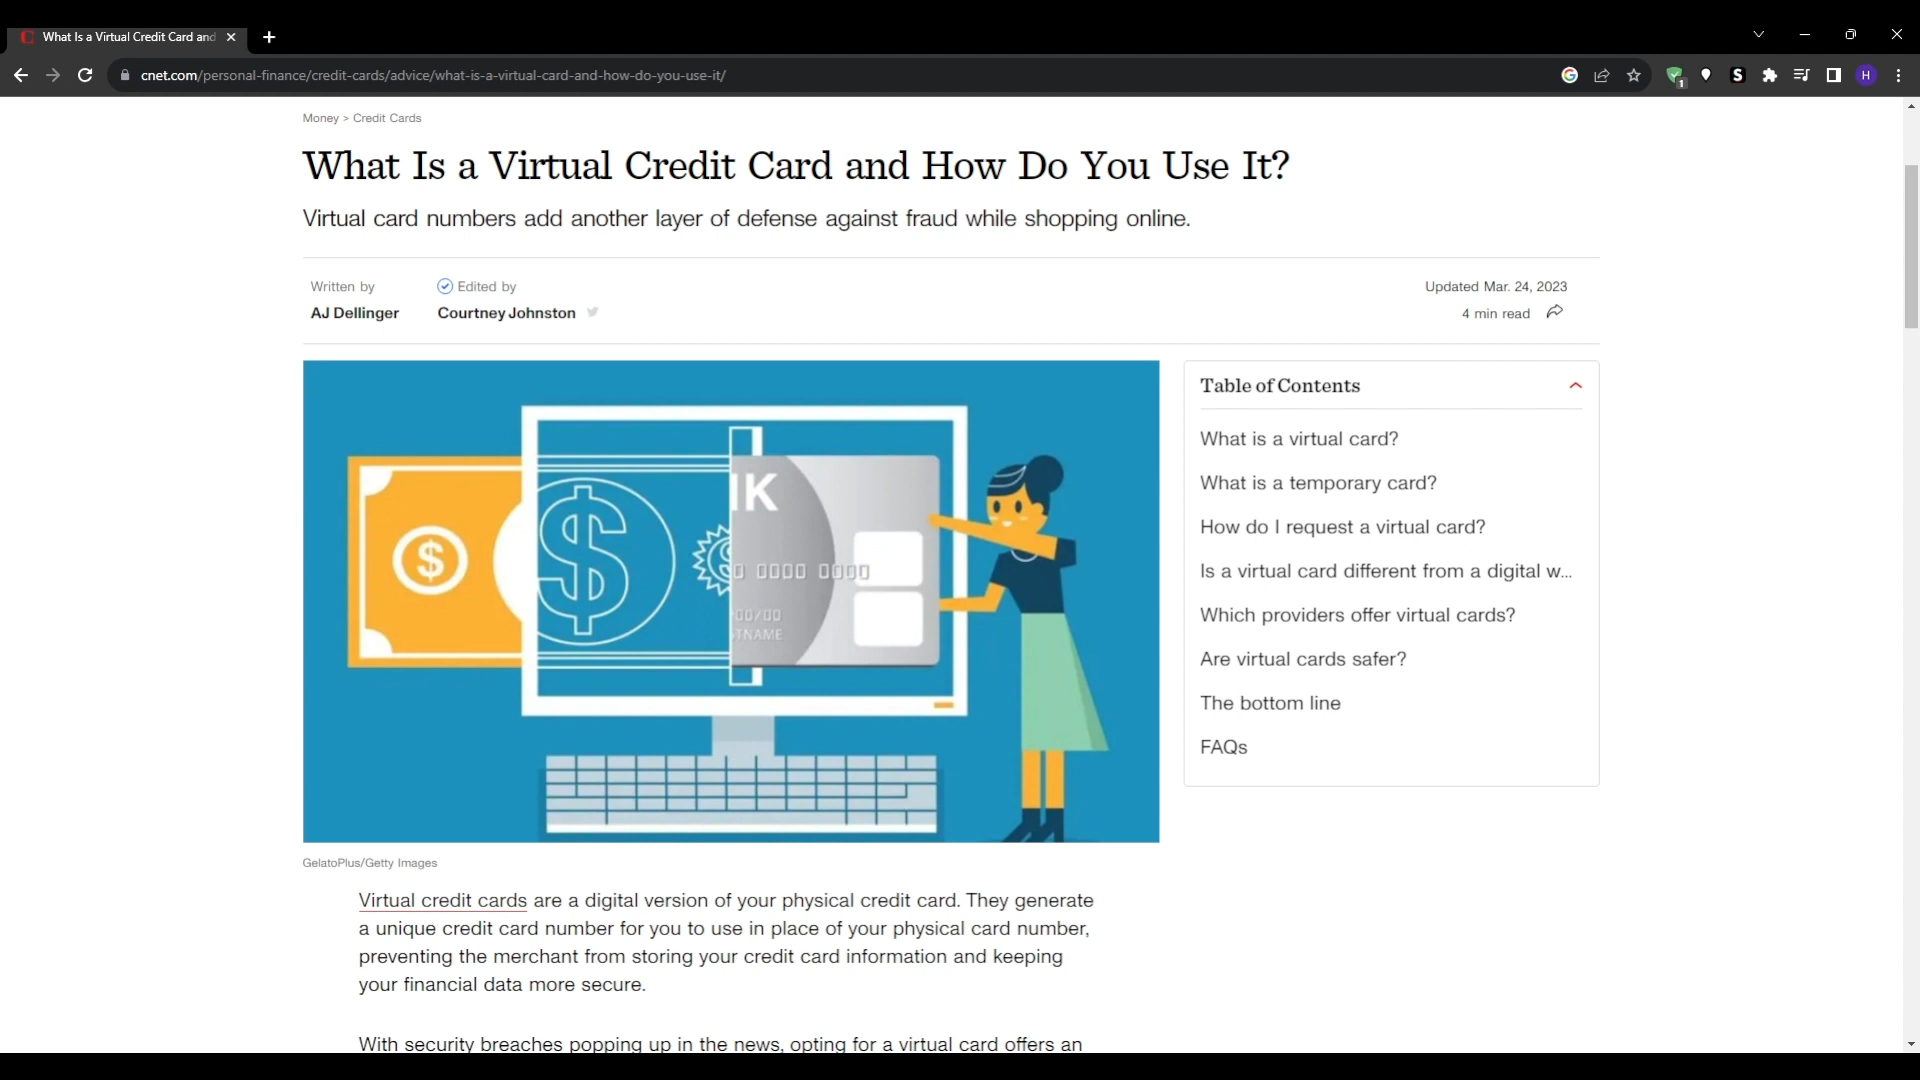 What Is a Virtual Credit Card and
cnet.com/personal-finance/credit-cards/advice/what-is-a-virtual-card-and-how-do-you-use-it/
1
S
H
Money > Credit Cards
What Is a Virtual Credit Card and How Do You Use It?
Virtual card numbers add another layer of defense against fraud while shopping online.
Written by
Edited by
Updated Mar. 24, 2023
AJ Dellinger
Courtney Johnston
4 min read
Table of Contents
What is a virtual card?
What is a temporary card?
How do I request a virtual card?
Is a virtual card different from a digital w...
Which providers offer virtual cards?
Are virtual cards safer?
The bottom line
FAQs
$
$
IK
0 0000 0000
00/00
TNAME
GelatoPlus/Getty Images
Virtual credit cards are a digital version of your physical credit card. They generate
a unique credit card number for you to use in place of your physical card number,
preventing the merchant from storing your credit card information and keeping
your financial data more secure.
With security breaches popping up in the news, opting for a virtual card offers an